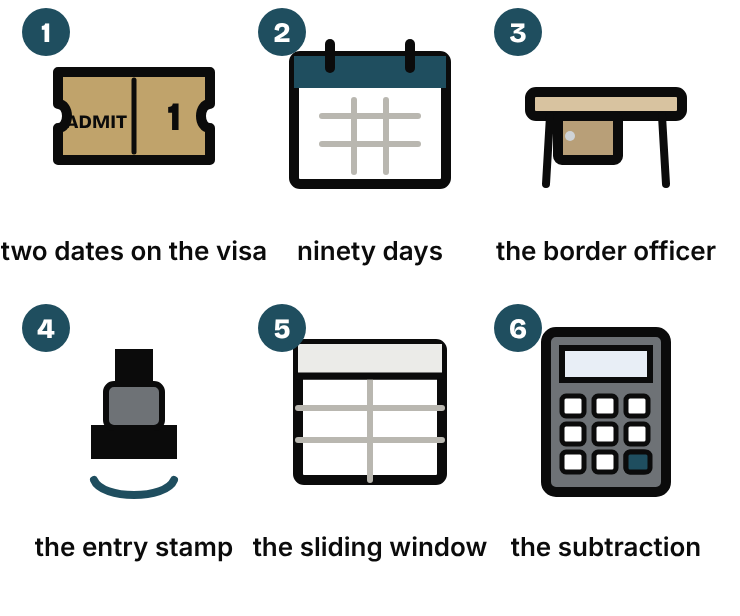 1
2
3
ADMIT 1
two dates on the visa
ninety days
the border officer
4
5
6
the entry stamp
the sliding window
the subtraction